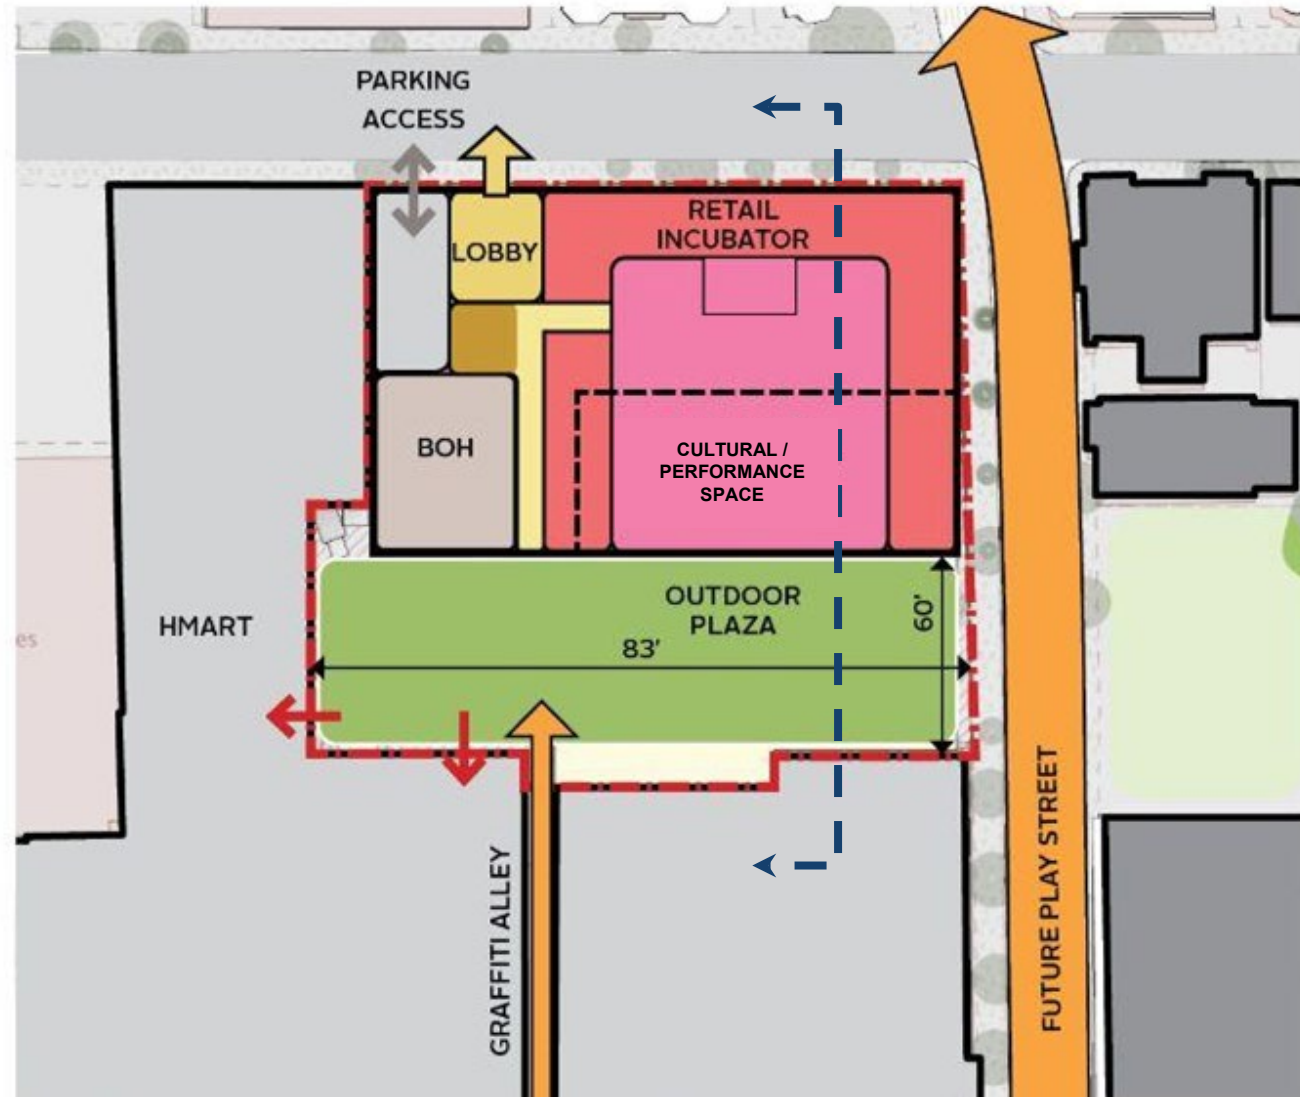 PARKING
ACCESS
RETAIL
INCUBATOR
LOBBY
BOH
CULTURAL /
PERFORMANCE
SPACE
OUTDOOR
PLAZA
60'
83'
HMART
es
GRAFFITI ALLEY
FUTURE PLAY STREET